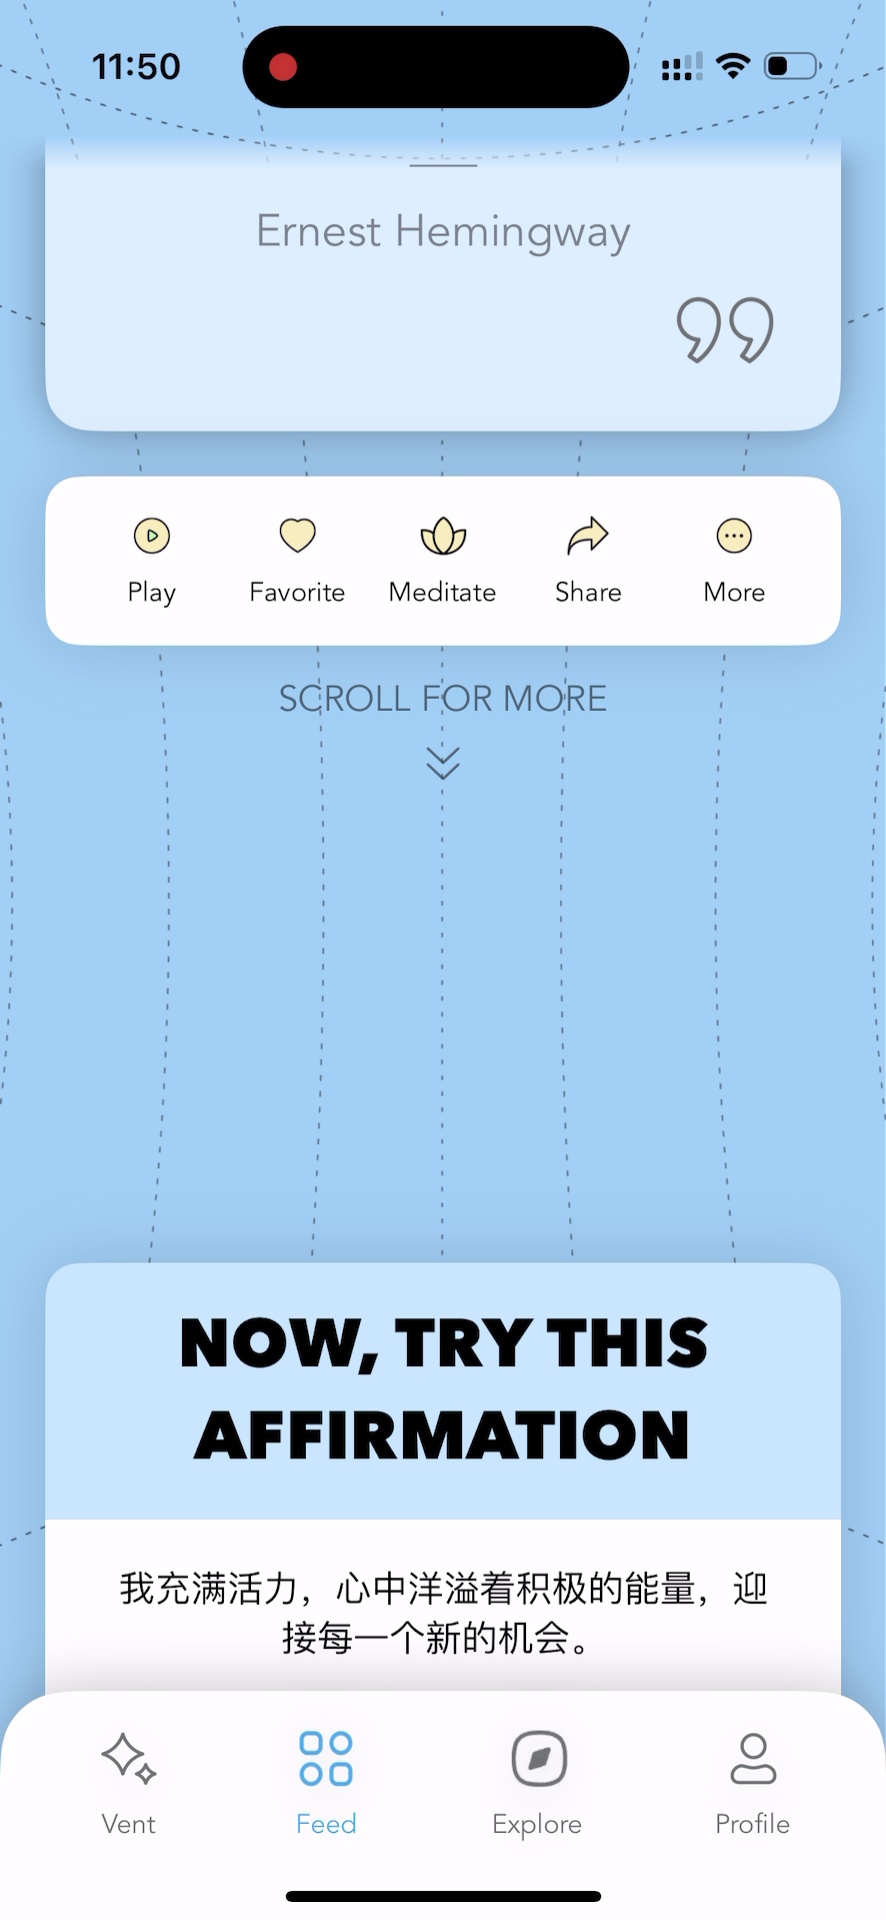 11:50
Ernest Hemingway
Play
Favorite
Meditate
Share
More
SCROLL FOR MORE
NOW, TRY THIS
AFFIRMATION
我充满活力，心中洋溢着积极的能量，迎
接每一个新的机会。
Vent
Feed
Explore
Profile